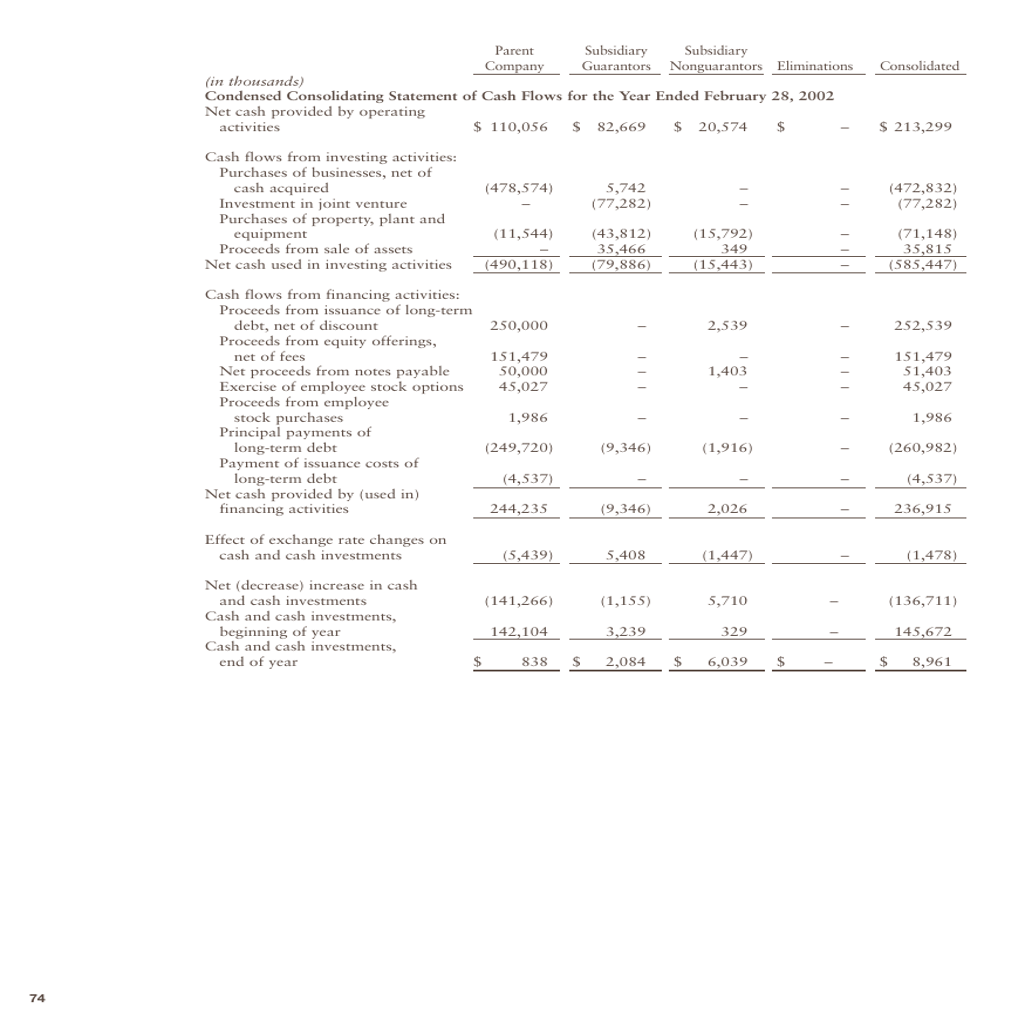 Parent Subsidiary Subsidiary
Company Guarantors Nonguarantors Eliminations Consolidated
(in thousands)
Condensed Consolidating Statement of Cash Flows for the Year Ended February 28, 2002
Net cash provided by operating
activities $ 110,056 $ 82,669 $ 20,574 $ – $ 213,299
Cash flows from investing activities:
Purchases of businesses, net of
cash acquired (478,574) 5,742 – – (472,832)
Investment in joint venture – (77,282) – – (77,282)
Purchases of property, plant and
equipment (11,544) (43,812) (15,792) – (71,148)
Proceeds from sale of assets – 35,466 349 – 35,815
Net cash used in investing activities (490,118) (79,886) (15,443) – (585,447)
Cash flows from financing activities:
Proceeds from issuance of long-term
debt, net of discount 250,000 – 2,539 – 252,539
Proceeds from equity offerings,
net of fees 151,479 – – – 151,479
Net proceeds from notes payable 50,000 – 1,403 – 51,403
Exercise of employee stock options 45,027 – – – 45,027
Proceeds from employee
stock purchases 1,986 – – – 1,986
Principal payments of
long-term debt (249,720) (9,346) (1,916) – (260,982)
Payment of issuance costs of
long-term debt (4,537) – – – (4,537)
Net cash provided by (used in)
financing activities 244,235 (9,346) 2,026 – 236,915
Effect of exchange rate changes on
cash and cash investments (5,439) 5,408 (1,447) – (1,478)
Net (decrease) increase in cash
and cash investments (141,266) (1,155) 5,710 – (136,711)
Cash and cash investments,
beginning of year 142,104 3,239 329 – 145,672
Cash and cash investments,
end of year $ 838 $ 2,084 $ 6,039 $ – $ 8,961
74